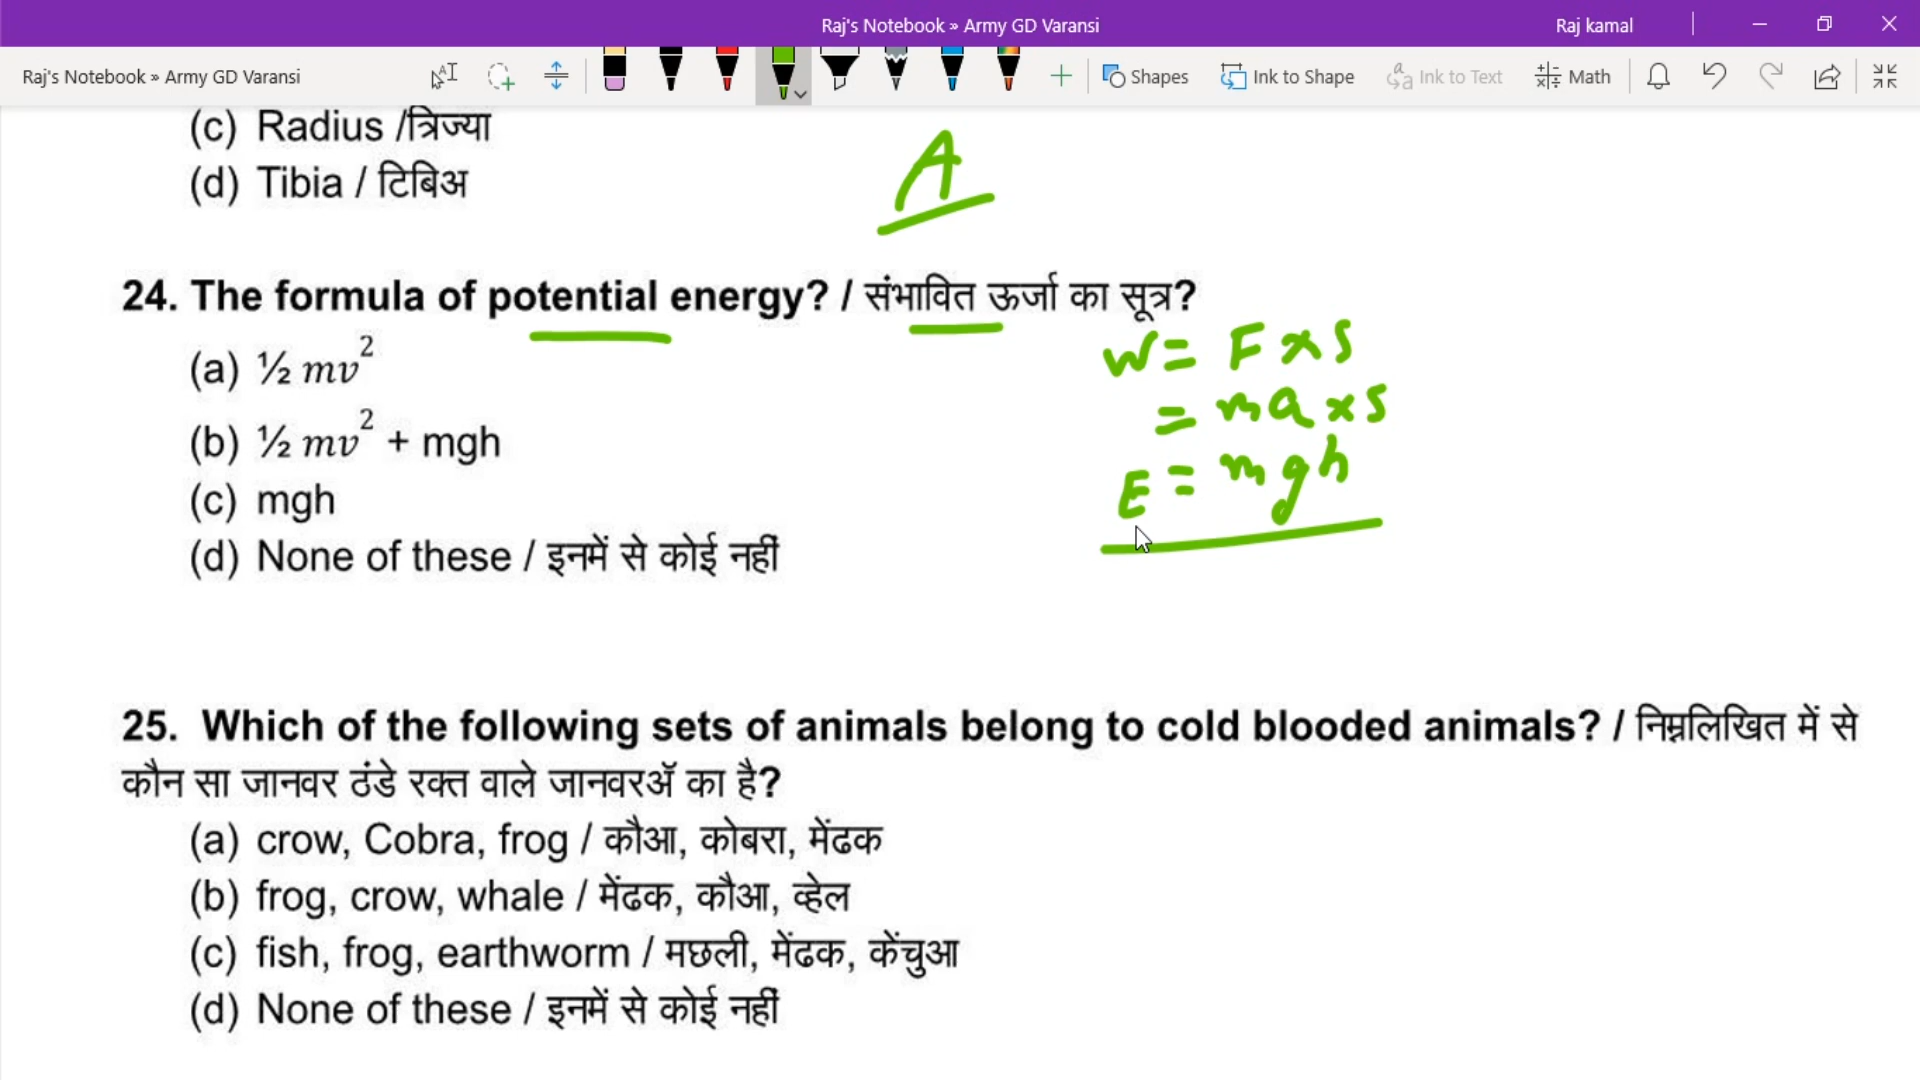 Raj's Notebook » Army GD Varansi
Raj kamal
Raj's Notebook » Army GD Varansi
Shapes
Ink to Shape
Ink to Text
Math
(c) Radius /त्रिज्या
(d) Tibia / टिबिअ
A
24. The formula of potential energy? / संभावित ऊर्जा का सूत्र?
(a) ½ mv²
(b) ½ mv² + mgh
(c) mgh
(d) None of these / इनमें से कोई नहीं
W = F × S
= ma × S
E = mgh
25. Which of the following sets of animals belong to cold blooded animals? / निम्नलिखित में से
कौन सा जानवर ठंडे रक्त वाले जानवरॲ का है?
(a) crow, Cobra, frog / कौआ, कोबरा, मेंढक
(b) frog, crow, whale / मेंढक, कौआ, व्हेल
(c) fish, frog, earthworm / मछली, मेंढक, केंचुआ
(d) None of these / इनमें से कोई नहीं